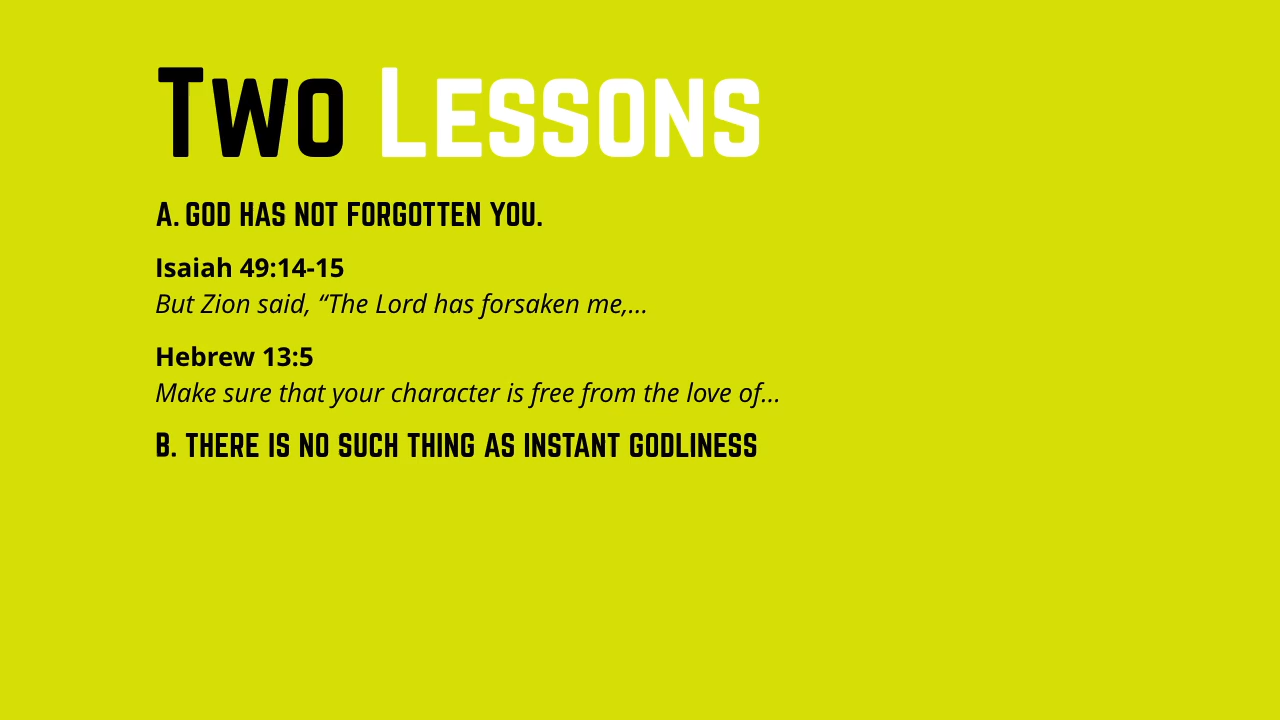 Two Lessons
A. GOD HAS NOT FORGOTTEN YOU.
Isaiah 49:14-15
But Zion said, “The Lord has forsaken me,...
Hebrew 13:5
Make sure that your character is free from the love of...
B. THERE IS NO SUCH THING AS INSTANT GODLINESS